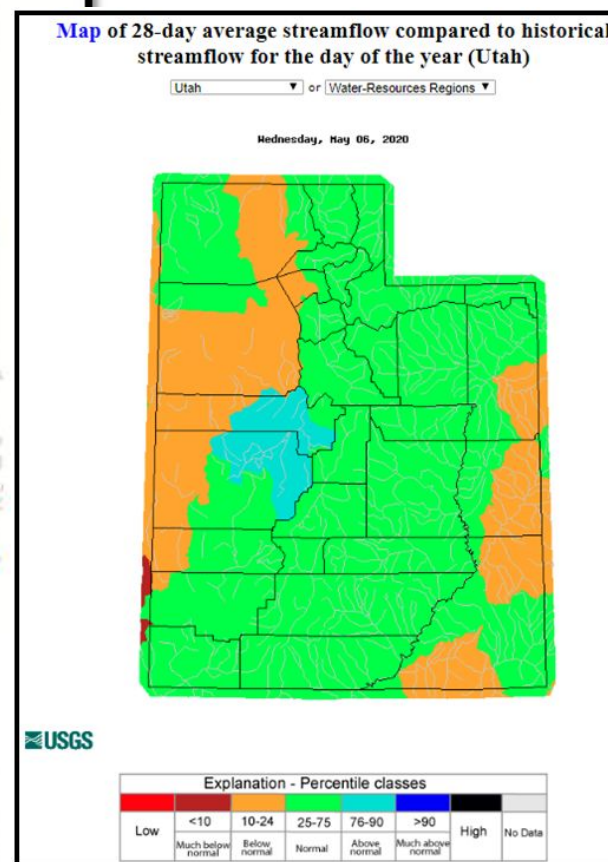 Map of 28-day average streamflow compared to historical
streamflow for the day of the year (Utah)
Utah ▼ or Water-Resources Regions ▼
Wednesday, May 06, 2020
USGS
Explanation - Percentile classes
Low <10 10-24 25-75 76-90 >90 High No Data
Much below normal Below normal Normal Above normal Much above normal